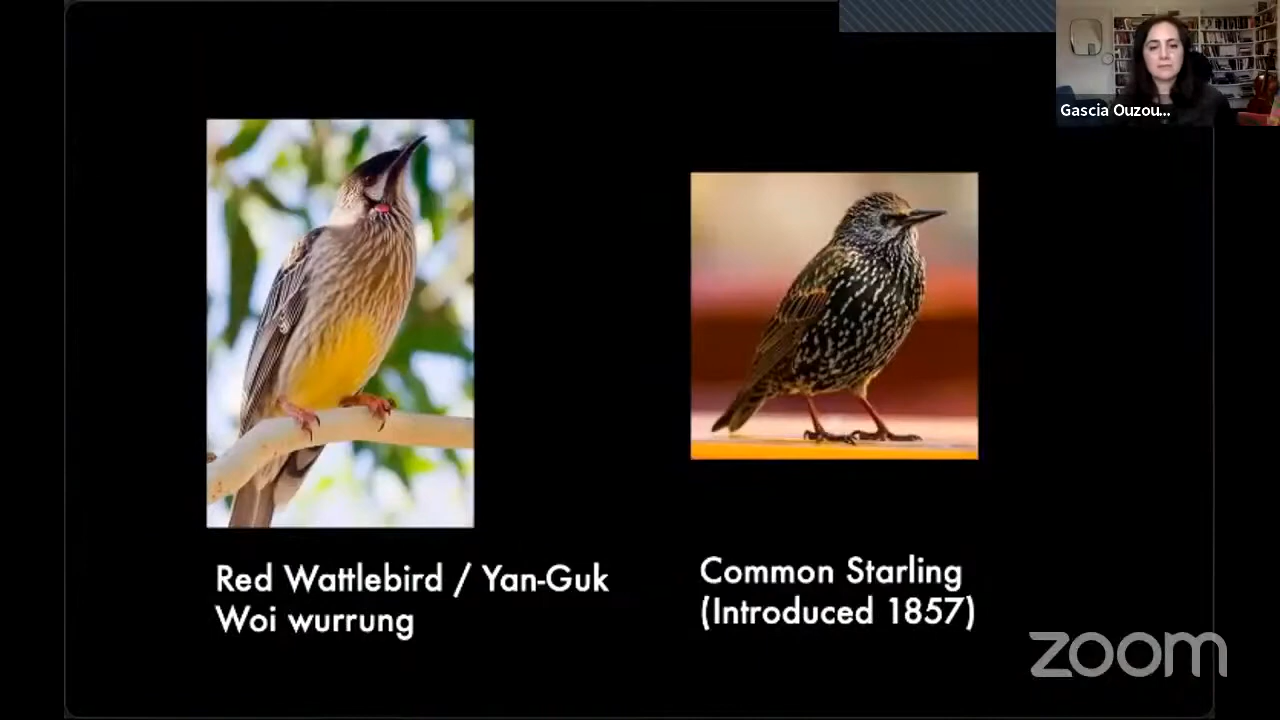 Gascia Ouzou...
Red Wattlebird / Yan-Guk
Woi wurrung
Common Starling
(Introduced 1857)
zoom